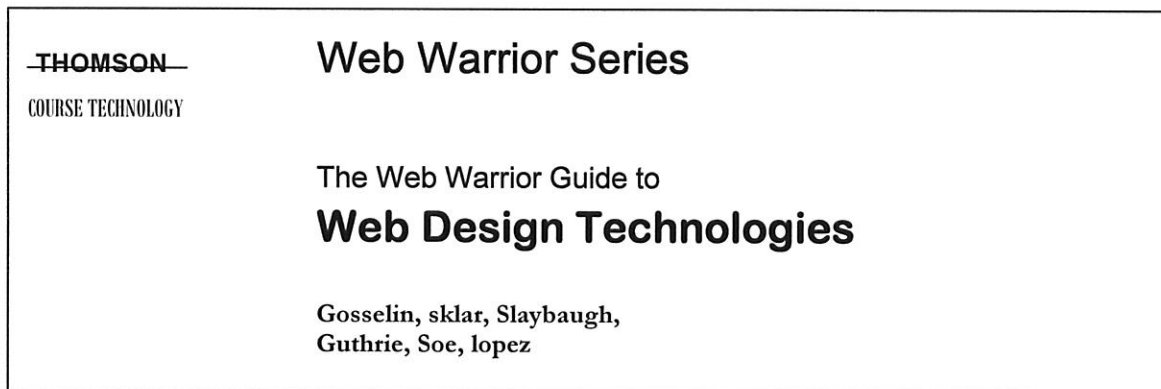 THOMSON
COURSE TECHNOLOGY
Web Warrior Series
The Web Warrior Guide to
Web Design Technologies
Gosselin, sklar, Slaybaugh,
Guthrie, Soe, lopez